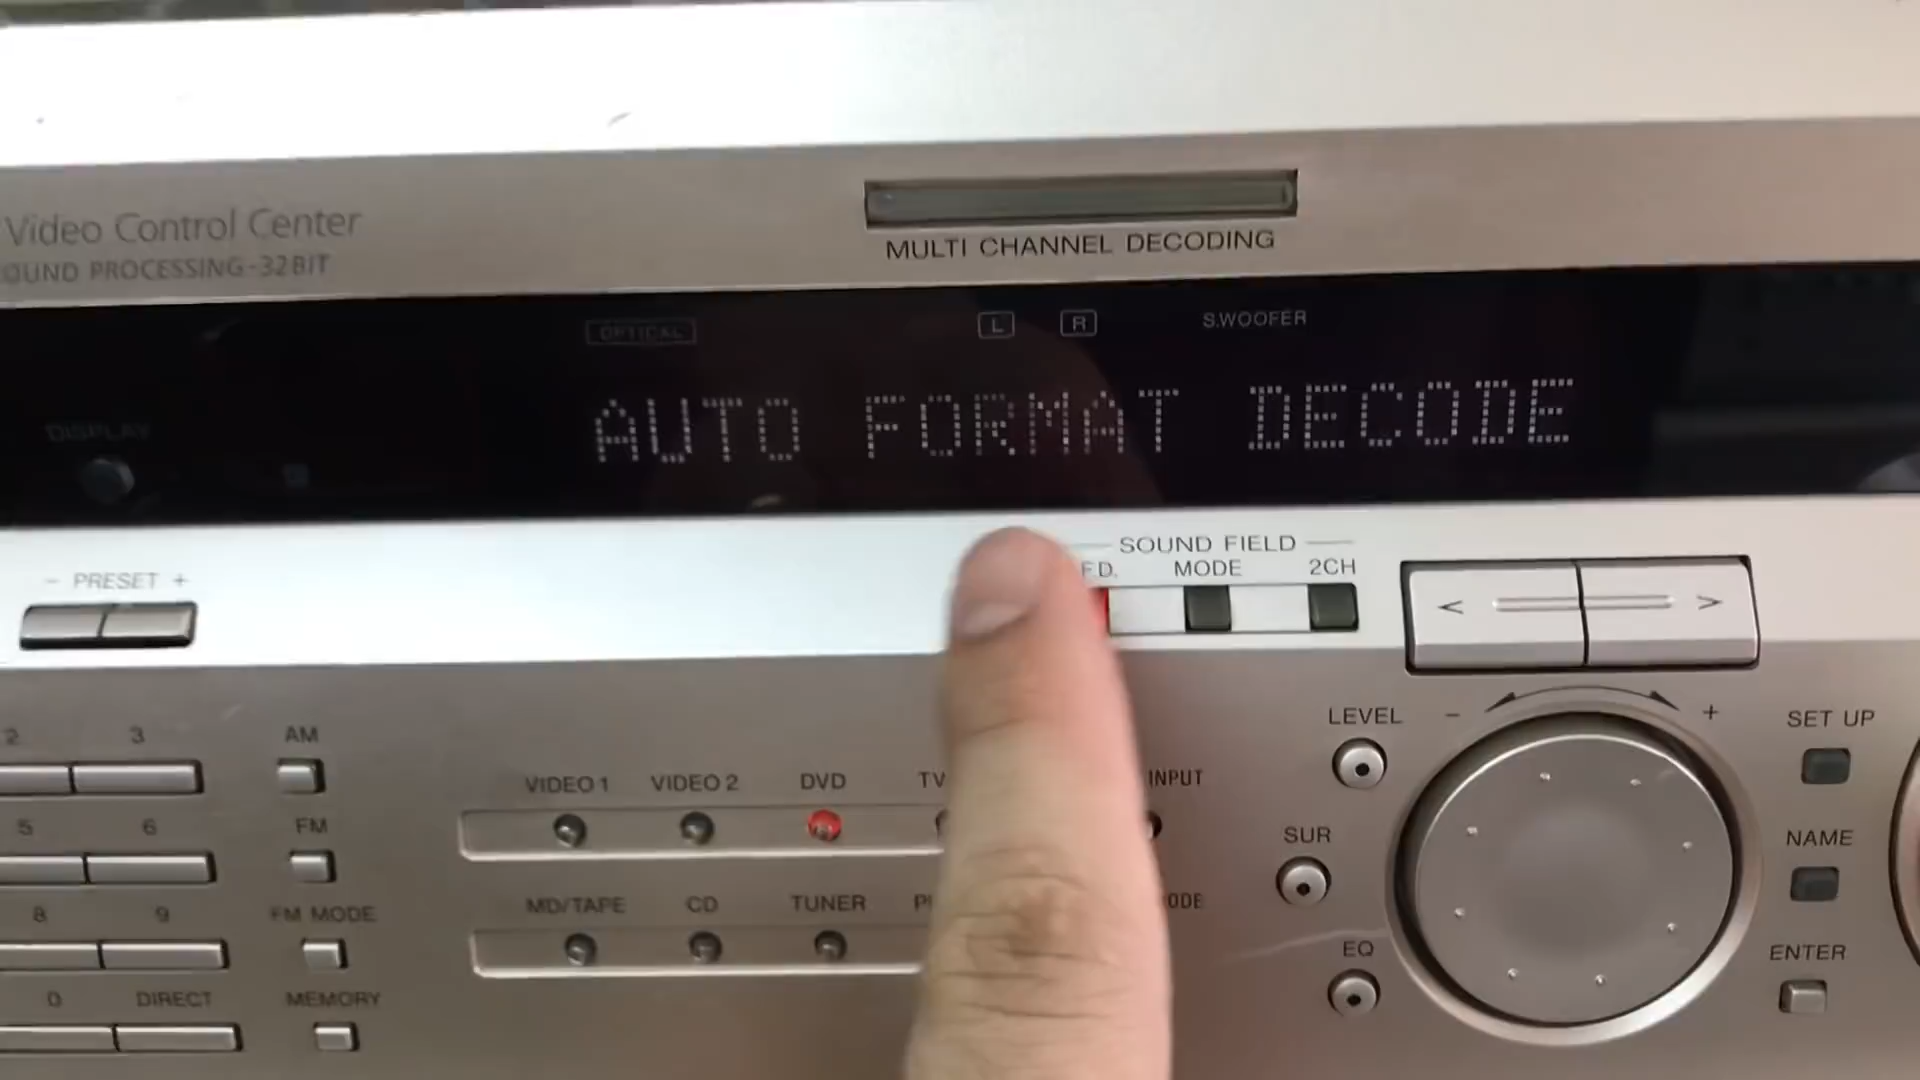 Video Control Center
OUND PROCESSING-32BIT
MULTI CHANNEL DECODING
OPTICAL
L R S.WOOFER
AUTO FORMAT DECODE
DISPLAY
- PRESET +
SOUND FIELD
F.D. MODE 2CH
< >
2 3 AM
5 6 FM
8 9 FM MODE
0 DIRECT MEMORY
VIDEO 1 VIDEO 2 DVD TV INPUT
MD/TAPE CD TUNER ODE
LEVEL - + SET UP
SUR NAME
EQ ENTER